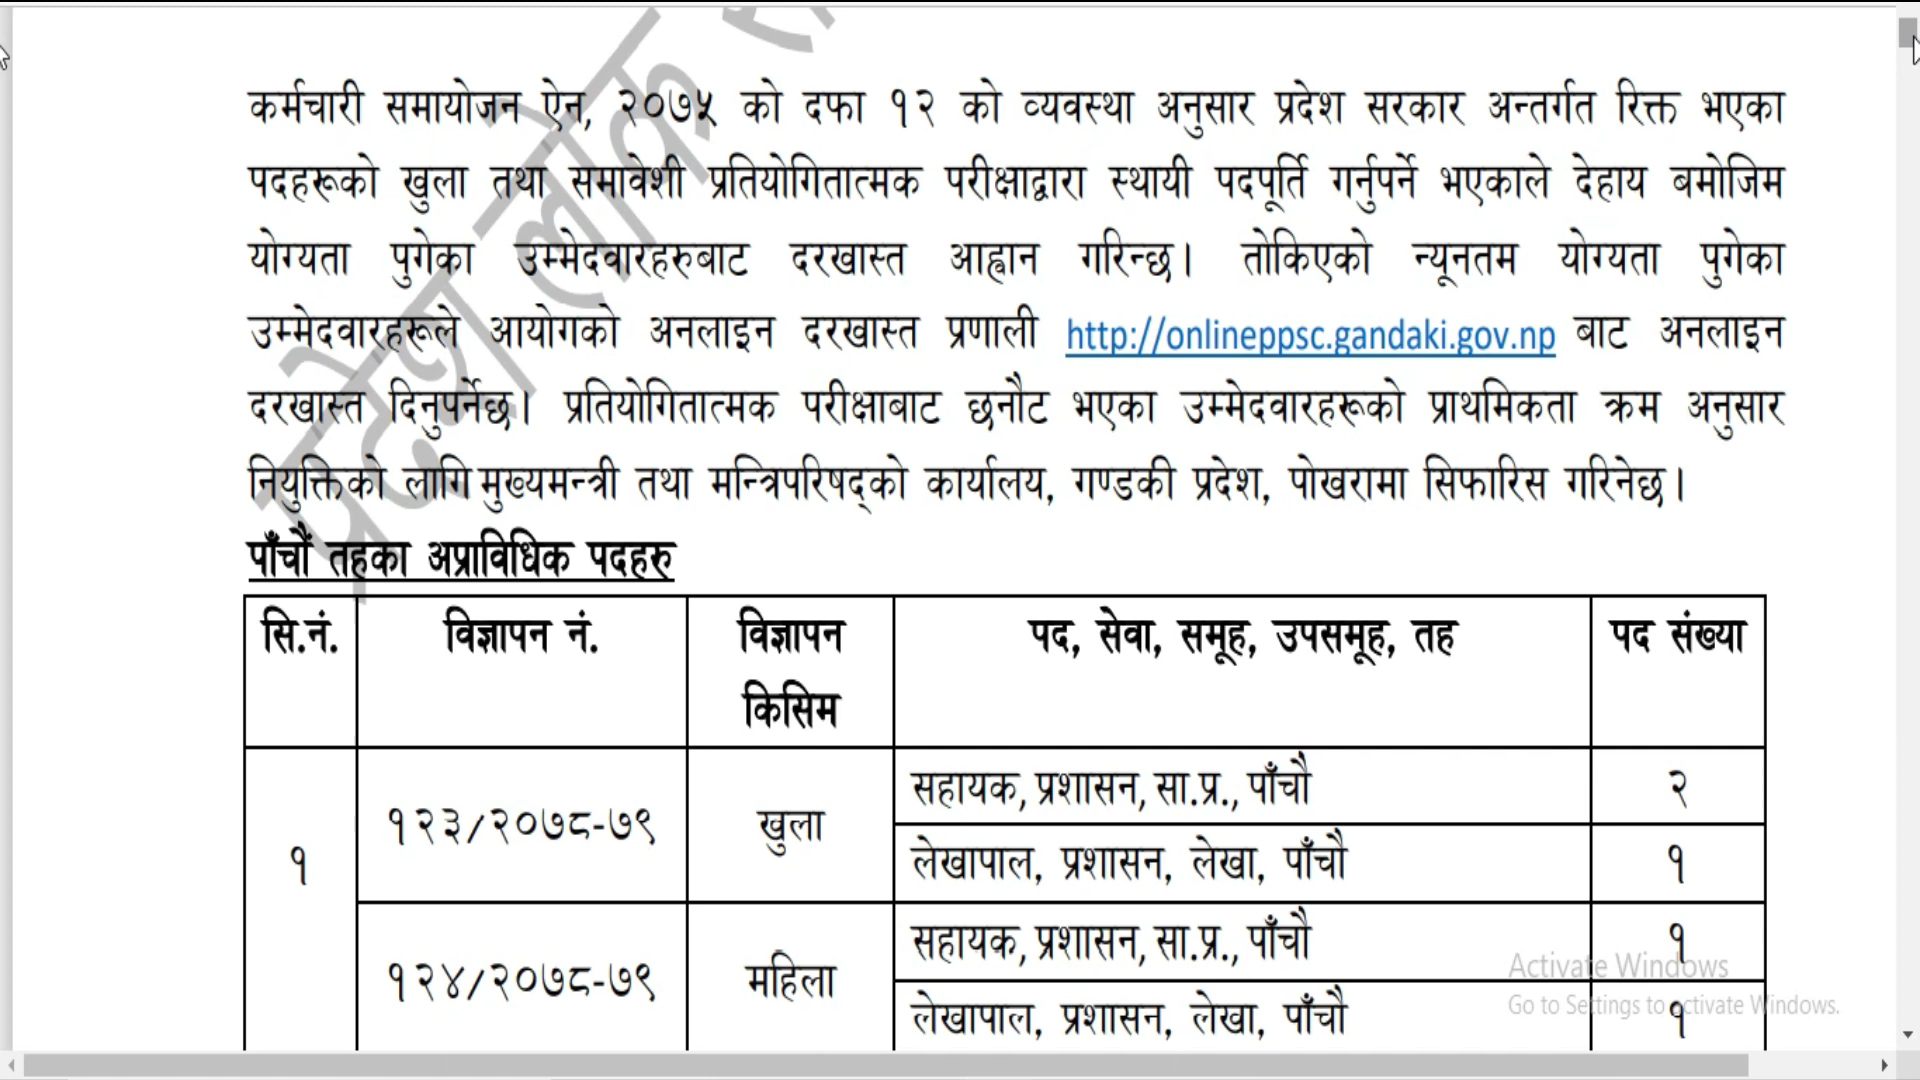 कर्मचारी समायोजन ऐन, २०७५ को दफा १२ को व्यवस्था अनुसार प्रदेश सरकार अन्तर्गत रिक्त भएका
पदहरूको खुला तथा समावेशी प्रतियोगितात्मक परीक्षाद्वारा स्थायी पदपूर्ति गर्नुपर्ने भएकाले देहाय बमोजिम
योग्यता पुगेका उम्मेदवारहरुबाट दरखास्त आह्वान गरिन्छ। तोकिएको न्यूनतम योग्यता पुगेका
उम्मेदवारहरूले आयोगको अनलाइन दरखास्त प्रणाली http://onlineppsc.gandaki.gov.np बाट अनलाइन
दरखास्त दिनुपर्नेछ। प्रतियोगितात्मक परीक्षाबाट छनौट भएका उम्मेदवारहरूको प्राथमिकता क्रम अनुसार
नियुक्तिको लागि मुख्यमन्त्री तथा मन्त्रिपरिषद्को कार्यालय, गण्डकी प्रदेश, पोखरामा सिफारिस गरिनेछ।
पाँचौं तहका अप्राविधिक पदहरु
सि.नं. विज्ञापन नं. विज्ञापन किसिम पद, सेवा, समूह, उपसमूह, तह पद संख्या
१ १२३/२०७८-७९ खुला सहायक, प्रशासन, सा.प्र., पाँचौ २
लेखापाल, प्रशासन, लेखा, पाँचौ १
१२४/२०७८-७९ महिला सहायक, प्रशासन, सा.प्र., पाँचौ १
लेखापाल, प्रशासन, लेखा, पाँचौ १
प्रदेश लोक
Activate Windows
Go to Settings to activate Windows.